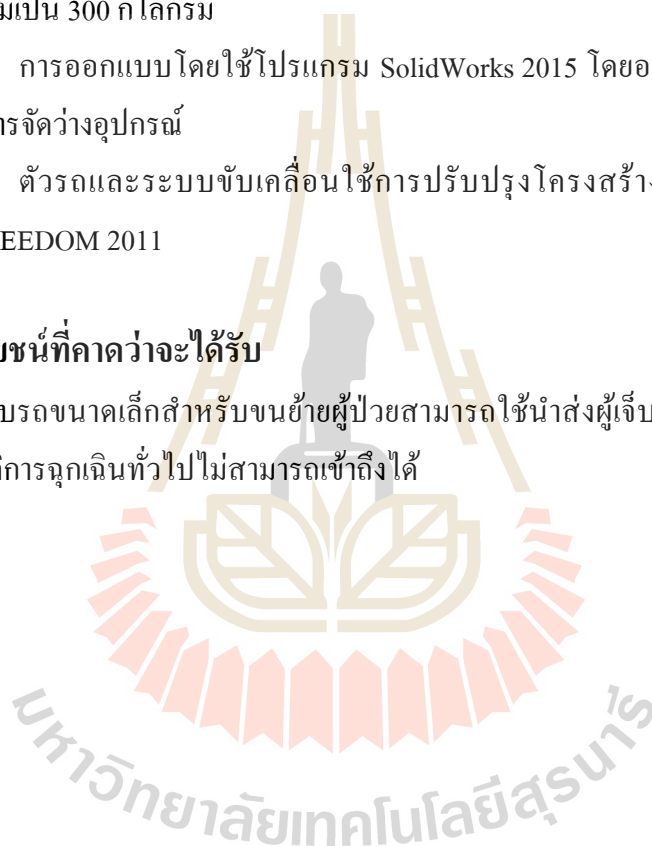 มเป็น 300 กิโลกรัม
การออกแบบโดยใช้โปรแกรม SolidWorks 2015 โดยอ
รจัดว่างอุปกรณ์
ตัวรถและระบบขับเคลื่อนใช้การปรับปรุงโครงสร้าง
EEDOM 2011
ยชน์ที่คาดว่าจะได้รับ
บรถขนาดเล็กสำหรับขนย้ายผู้ป่วยสามารถใช้นำส่งผู้เจ็บ
ิการฉุกเฉินทั่วไปไม่สามารถเข้าถึงได้
มหาวิทยาลัยเทคโนโลยีสุรนารี